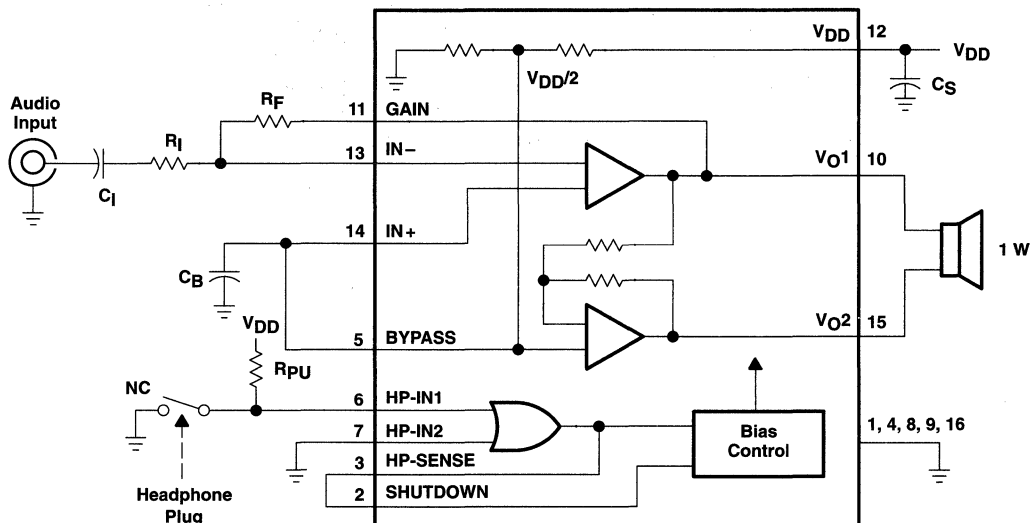 VDD 12
VDD
VDD/2
CS
Audio
Input
RF
11 GAIN
RI
13 IN−
VO1 10
CI
14 IN+
1 W
CB
VDD
VO2 15
5 BYPASS
RPU
NC
6 HP-IN1
7 HP-IN2
Bias
Control
1, 4, 8, 9, 16
3 HP-SENSE
2 SHUTDOWN
Headphone
Plug